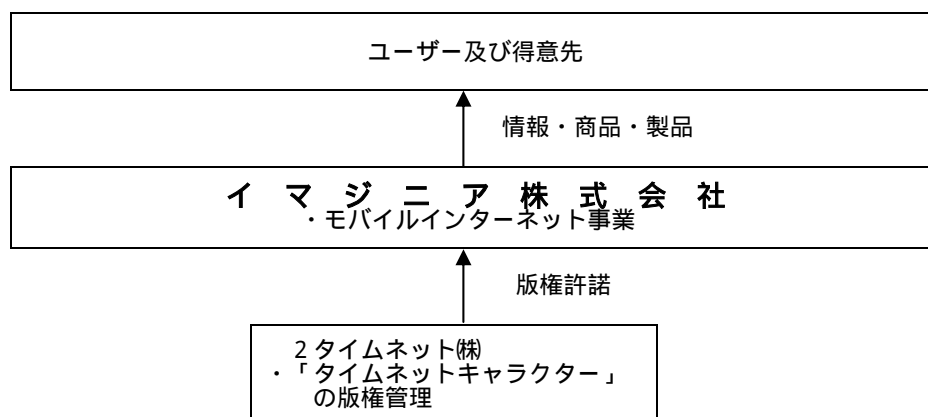 ユーザー及び得意先
情報・商品・製品
イマジニア株式会社
・モバイルインターネット事業
版権許諾
2タイムネット㈱
・「タイムネットキャラクター」
の版権管理